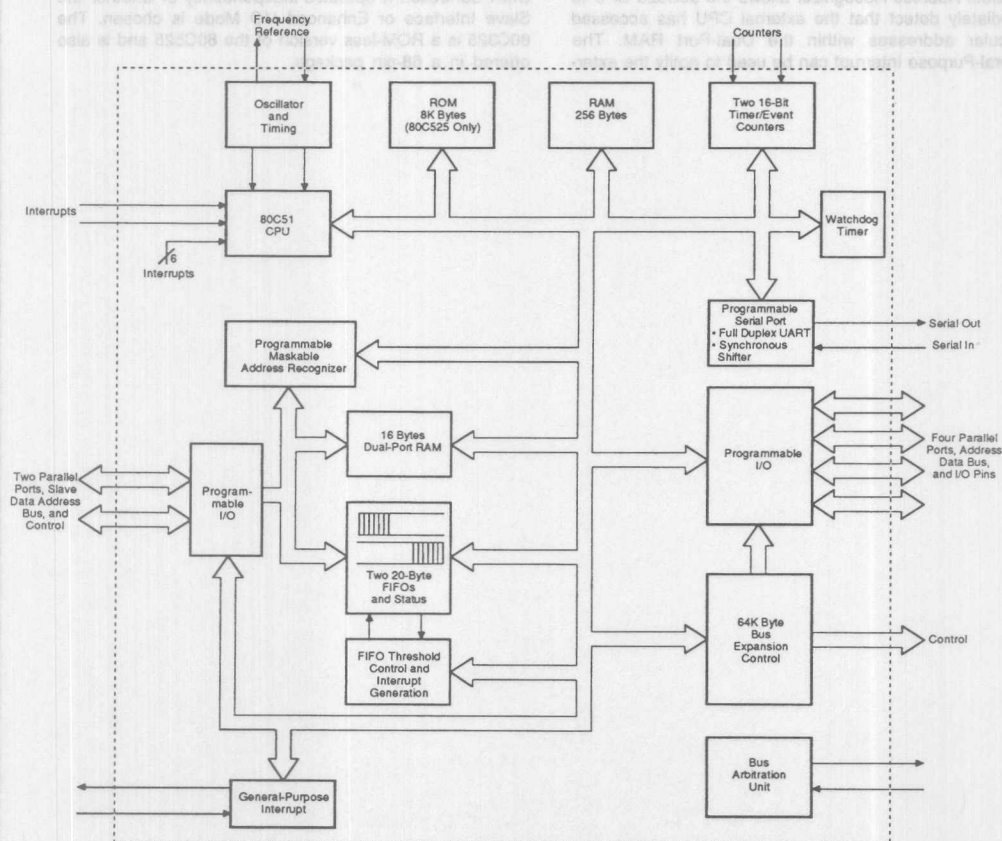 Frequency
Reference
Counters
Oscillator
and
Timing
ROM
8K Bytes
(80C525 Only)
RAM
256 Bytes
Two 16-Bit
Timer/Event
Counters
Interrupts
80C51
CPU
6
Interrupts
Watchdog
Timer
Programmable
Serial Port
• Full Duplex UART
• Synchronous
Shifter
Serial Out
Serial In
Programmable
Maskable
Address Recognizer
16 Bytes
Dual-Port RAM
Two Parallel
Ports, Slave
Data Address
Bus, and
Control
Program-
mable
I/O
Programmable
I/O
Four Parallel
Ports, Address
Data Bus,
and I/O Pins
Two 20-Byte
FIFOs
and Status
FIFO Threshold
Control and
Interrupt
Generation
64K Byte
Bus
Expansion
Control
Control
General-Purpose
Interrupt
Bus
Arbitration
Unit